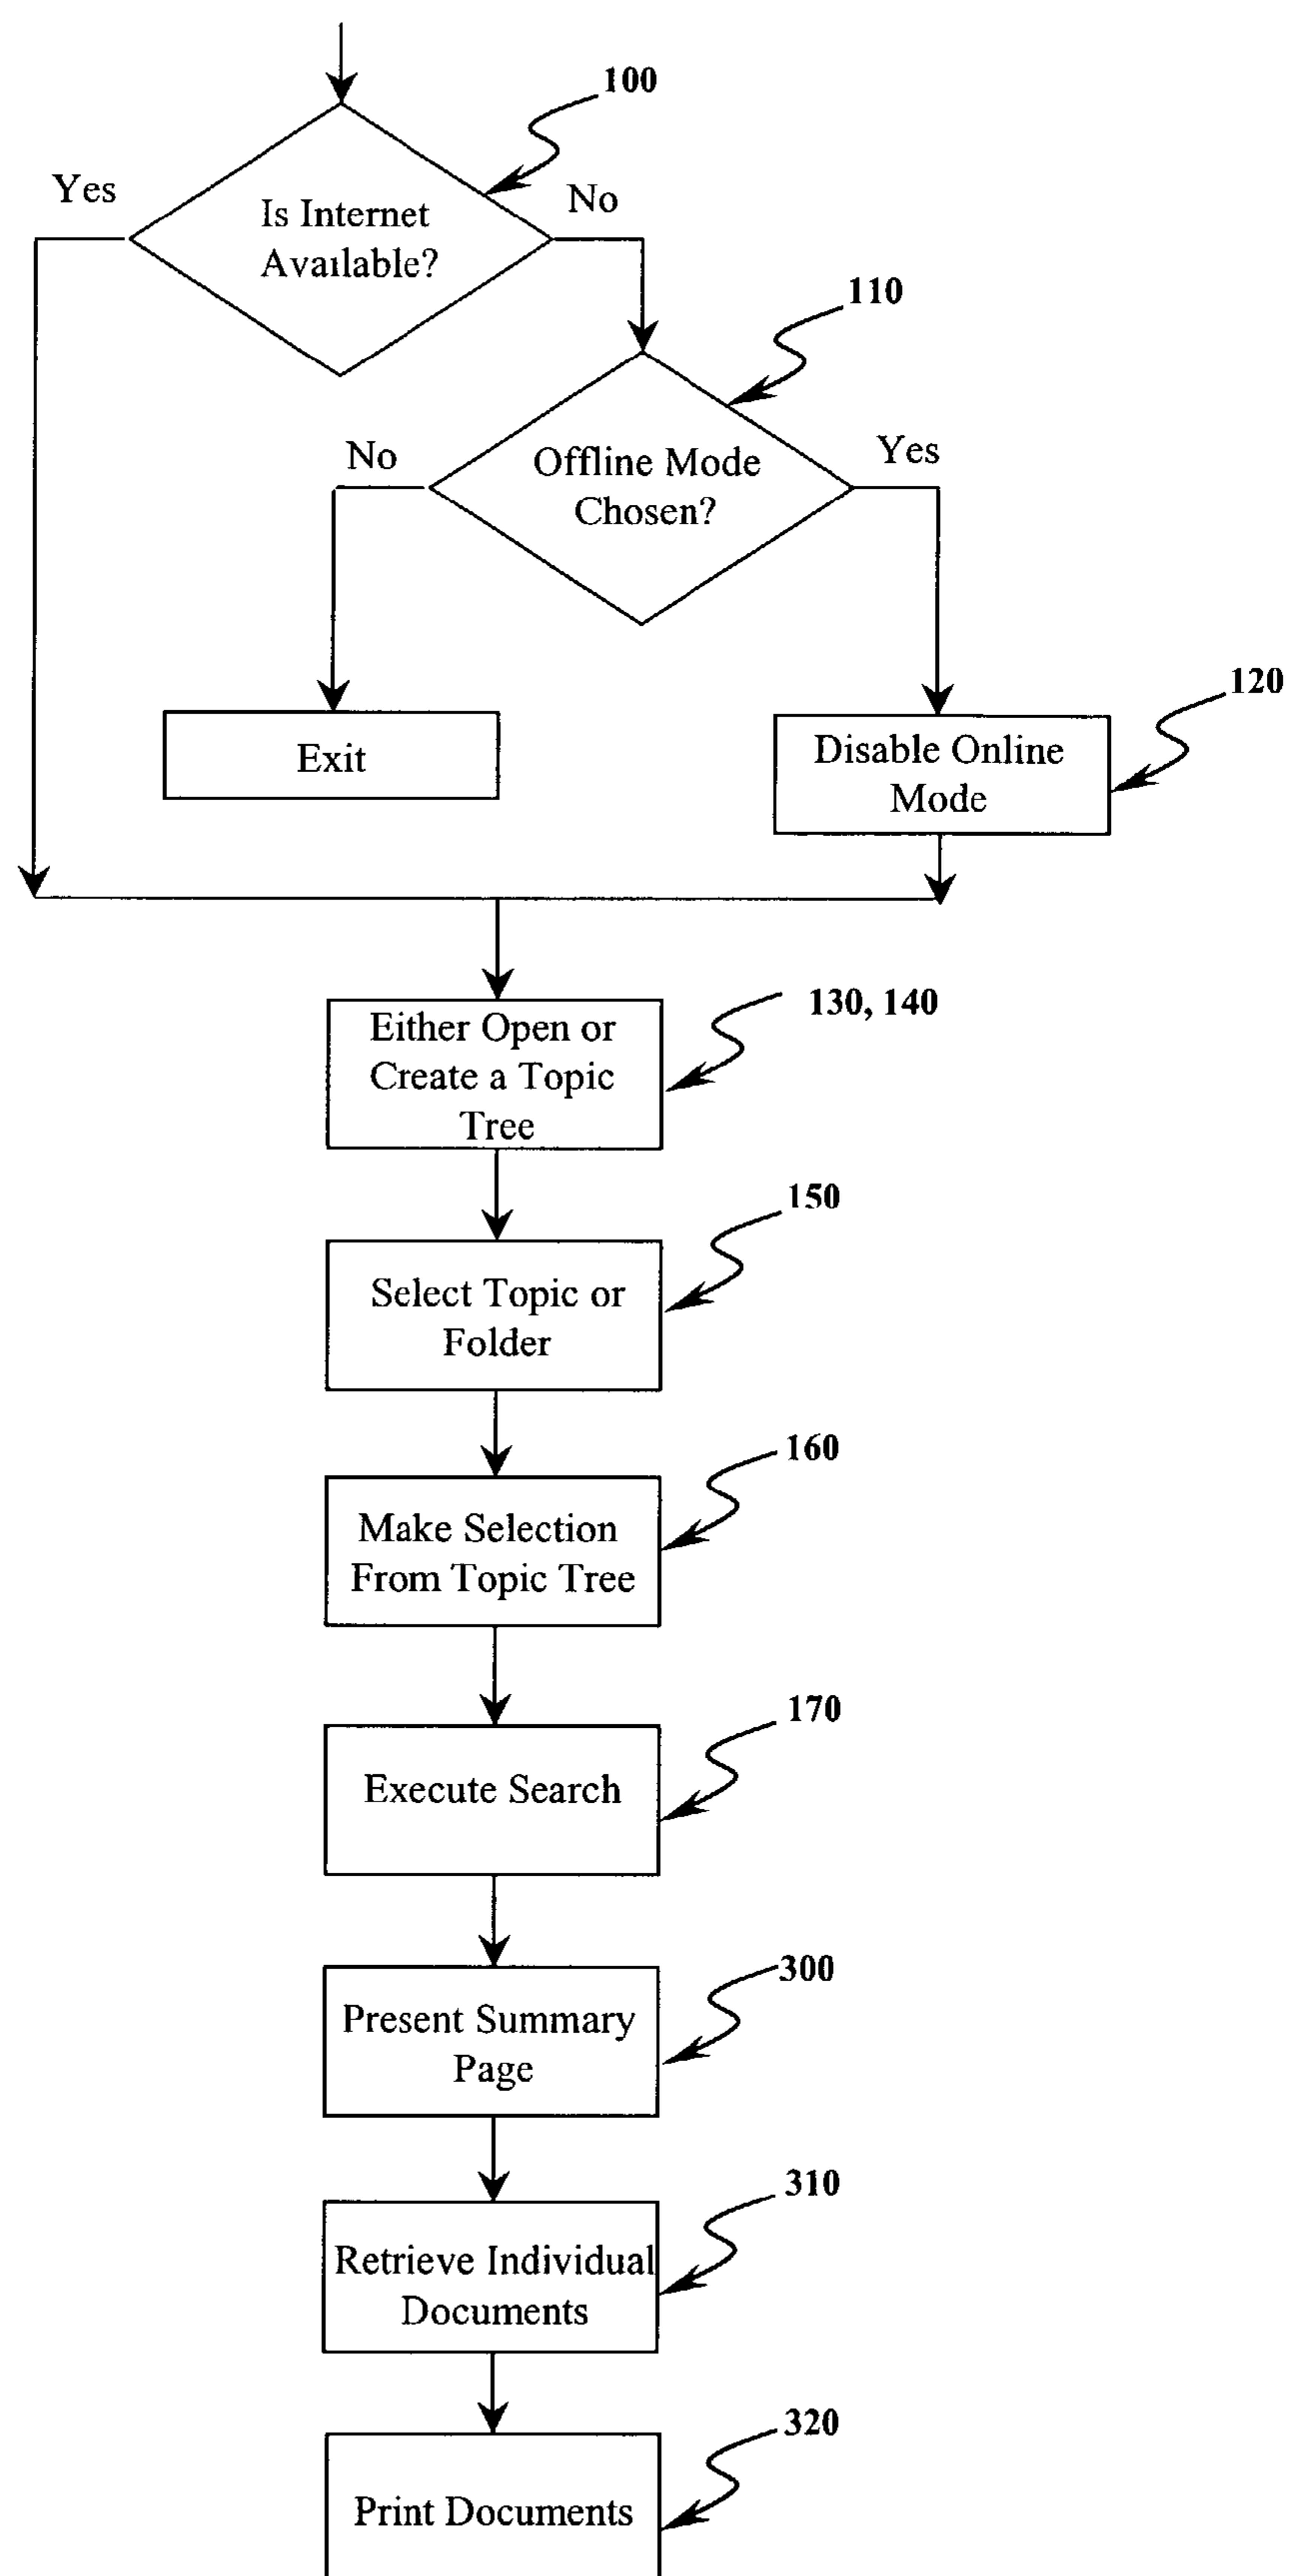 100
Yes
No
Is Internet
Available?
110
No
Yes
Offline Mode
Chosen?
120
Exit
Disable Online
Mode
130, 140
Either Open or
Create a Topic
Tree
150
Select Topic or
Folder
160
Make Selection
From Topic Tree
170
Execute Search
300
Present Summary
Page
310
Retrieve Individual
Documents
320
Print Documents